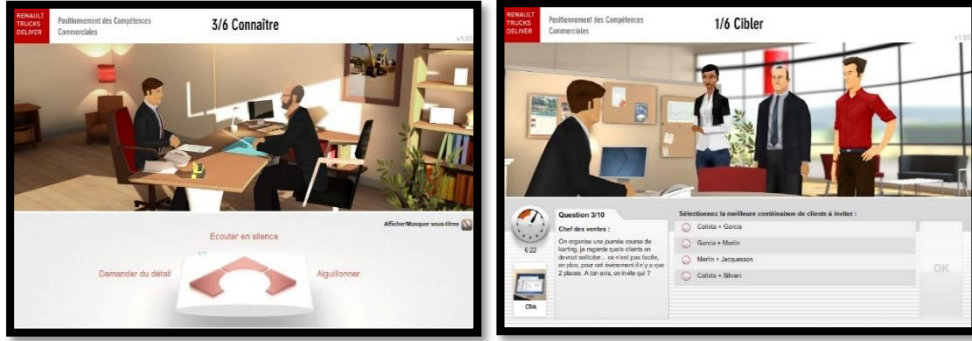 RENAULT
TRUCKS
DELIVER
Positionnement des Compétences
Commerciales
3/6 Connaître
Afficher/Masquer sous-titres
Ecouter en silence
Demander du détail
Aiguillonner
RENAULT
TRUCKS
DELIVER
Positionnement des Compétences
Commerciales
1/6 Cibler
Question 3/10
Chef des ventes :
On organise une journée course de
karting, je regarde quels clients on
devrait solliciter... ce n'est pas facile,
en plus, pour cet événement il n'y a que
2 places. A ton avis, on invite qui ?
6:22
Clik
Sélectionnez la meilleure combinaison de clients à inviter :
Calista + Garcia
Garcia + Merlin
Merlin + Jacquesson
Calista + Silvani
OK